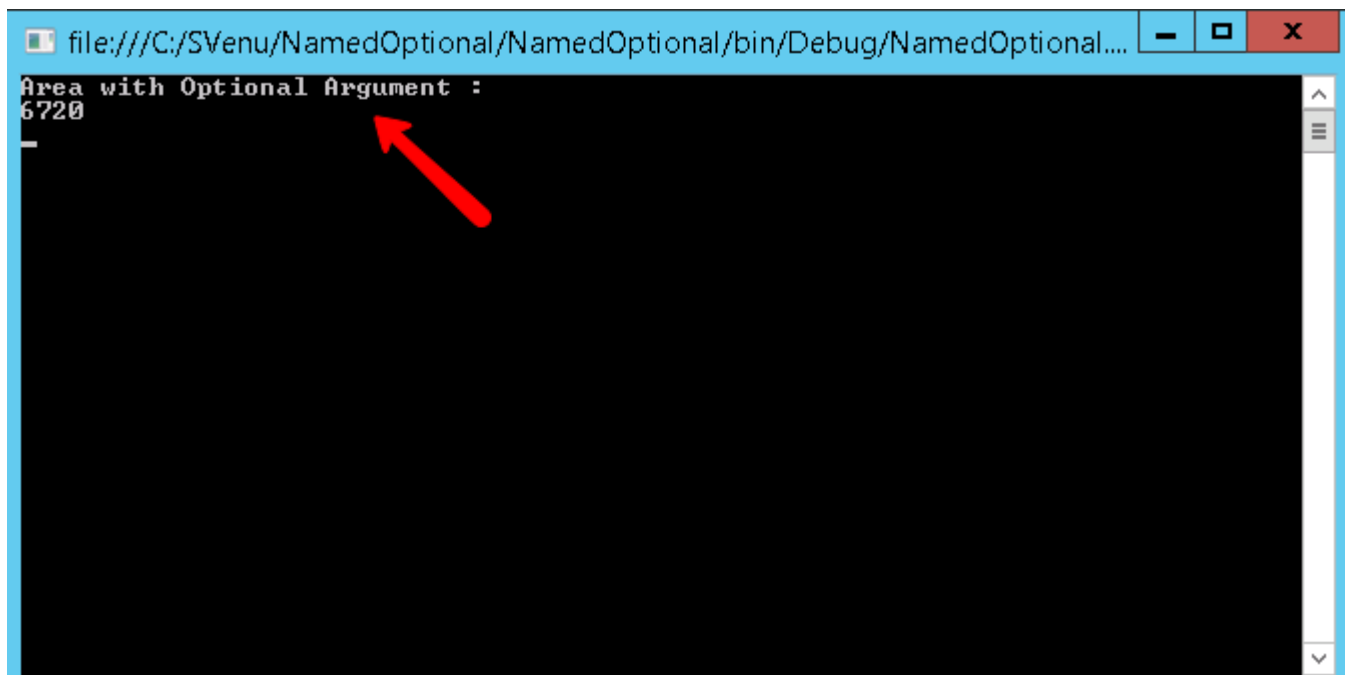 file:///C:/SVenu/NamedOptional/NamedOptional/bin/Debug/NamedOptional....
Area with Optional Argument :
6720